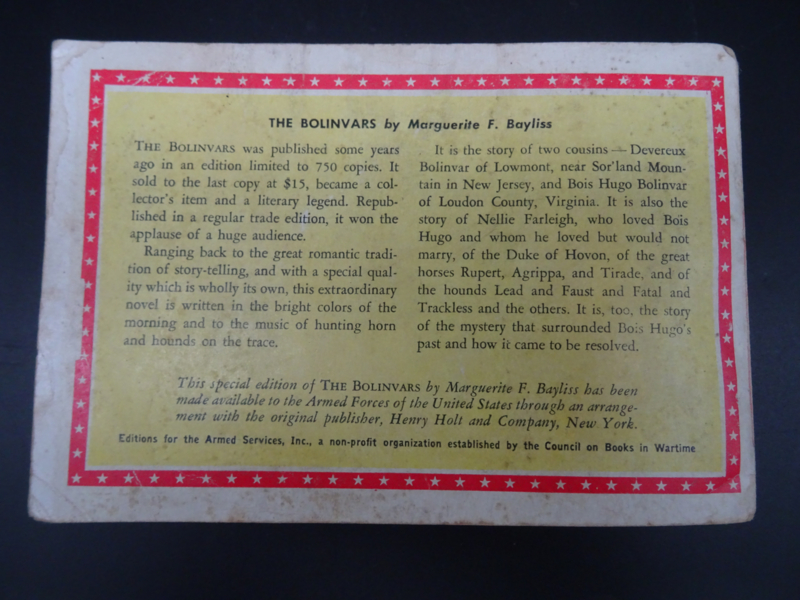 THE BOLINVARS by Marguerite F. Bayliss
THE BOLINVARS was published some years
ago in an edition limited to 750 copies. It
sold to the last copy at $15, became a col-
lector's item and a literary legend. Repub-
lished in a regular trade edition, it won the
applause of a huge audience.
Ranging back to the great romantic tradi-
tion of story-telling, and with a special qual-
ity which is wholly its own, this extraordinary
novel is written in the bright colors of the
morning and to the music of hunting horn
and hounds on the trace.
It is the story of two cousins — Devereux
Bolinvar of Lowmont, near Sor'land Moun-
tain in New Jersey, and Bois Hugo Bolinvar
of Loudon County, Virginia. It is also the
story of Nellie Farleigh, who loved Bois
Hugo and whom he loved but would not
marry, of the Duke of Hovon, of the great
horses Rupert, Agrippa, and Tirade, and of
the hounds Lead and Faust and Fatal and
Trackless and the others. It is, too, the story
of the mystery that surrounded Bois Hugo's
past and how it came to be resolved.
This special edition of THE BOLINVARS by Marguerite F. Bayliss has been
made available to the Armed Forces of the United States through an arrange-
ment with the original publisher, Henry Holt and Company, New York.
Editions for the Armed Services, Inc., a non-profit organization established by the Council on Books in Wartime